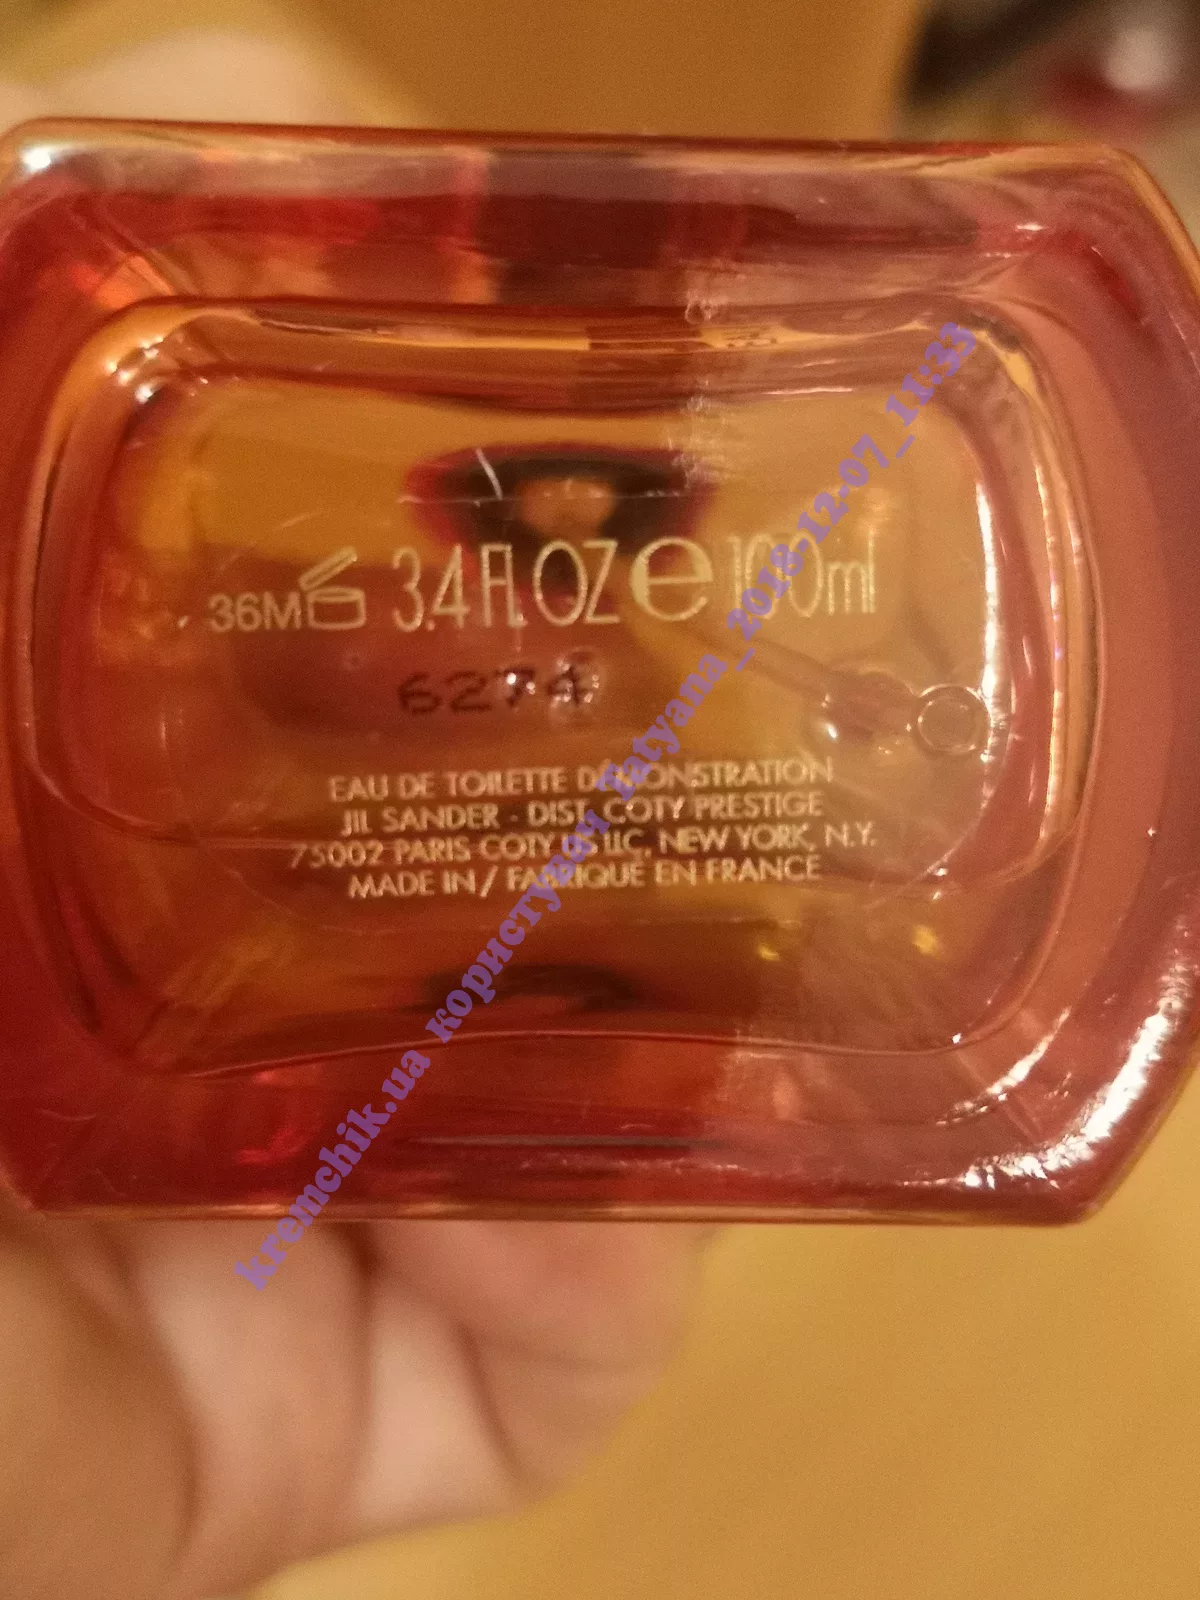 36M 3.4 FL OZ e 100ml
6274
EAU DE TOILETTE DÉMONSTRATION
JIL SANDER - DIST. COTY PRESTIGE
75002 PARIS COTY US LLC, NEW YORK, N.Y.
MADE IN / FABRIQUÉ EN FRANCE
kremchik.ua користувач Tatyana_2018-12-07_11:33